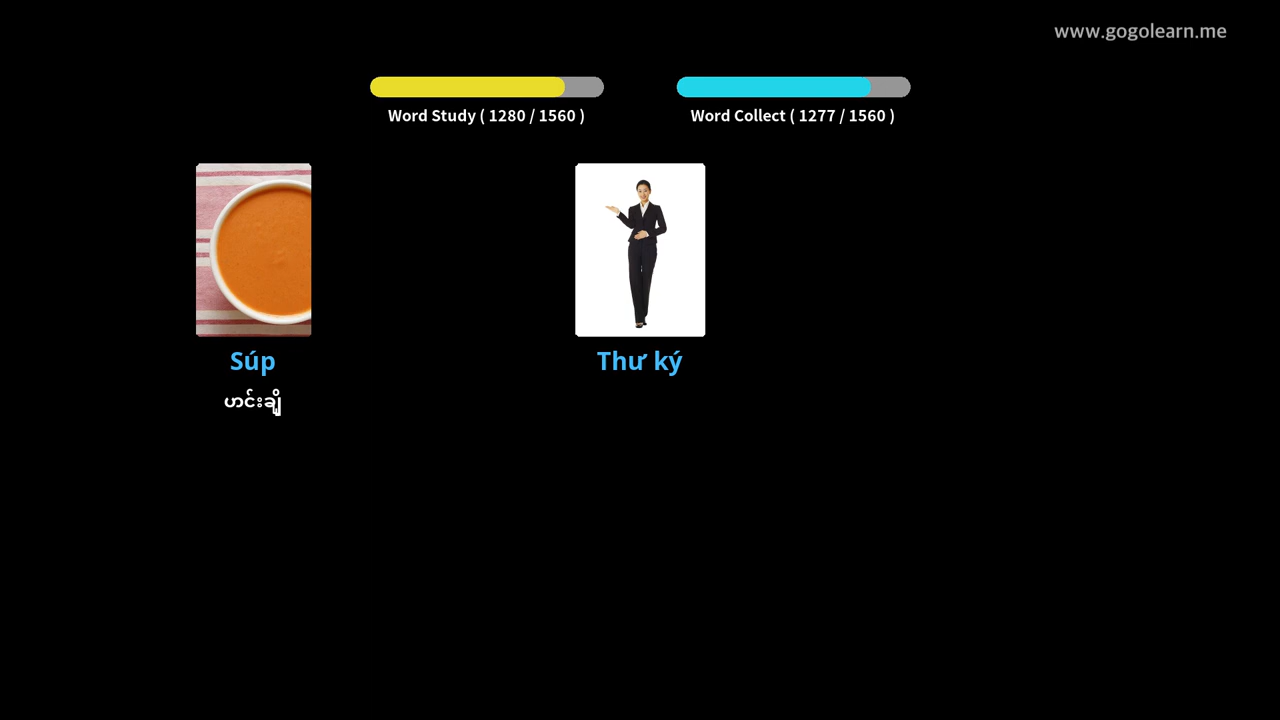 www.gogolearn.me
Word Study ( 1280 / 1560 )
Word Collect ( 1277 / 1560 )
Súp
Thư ký
ဟင်းချို